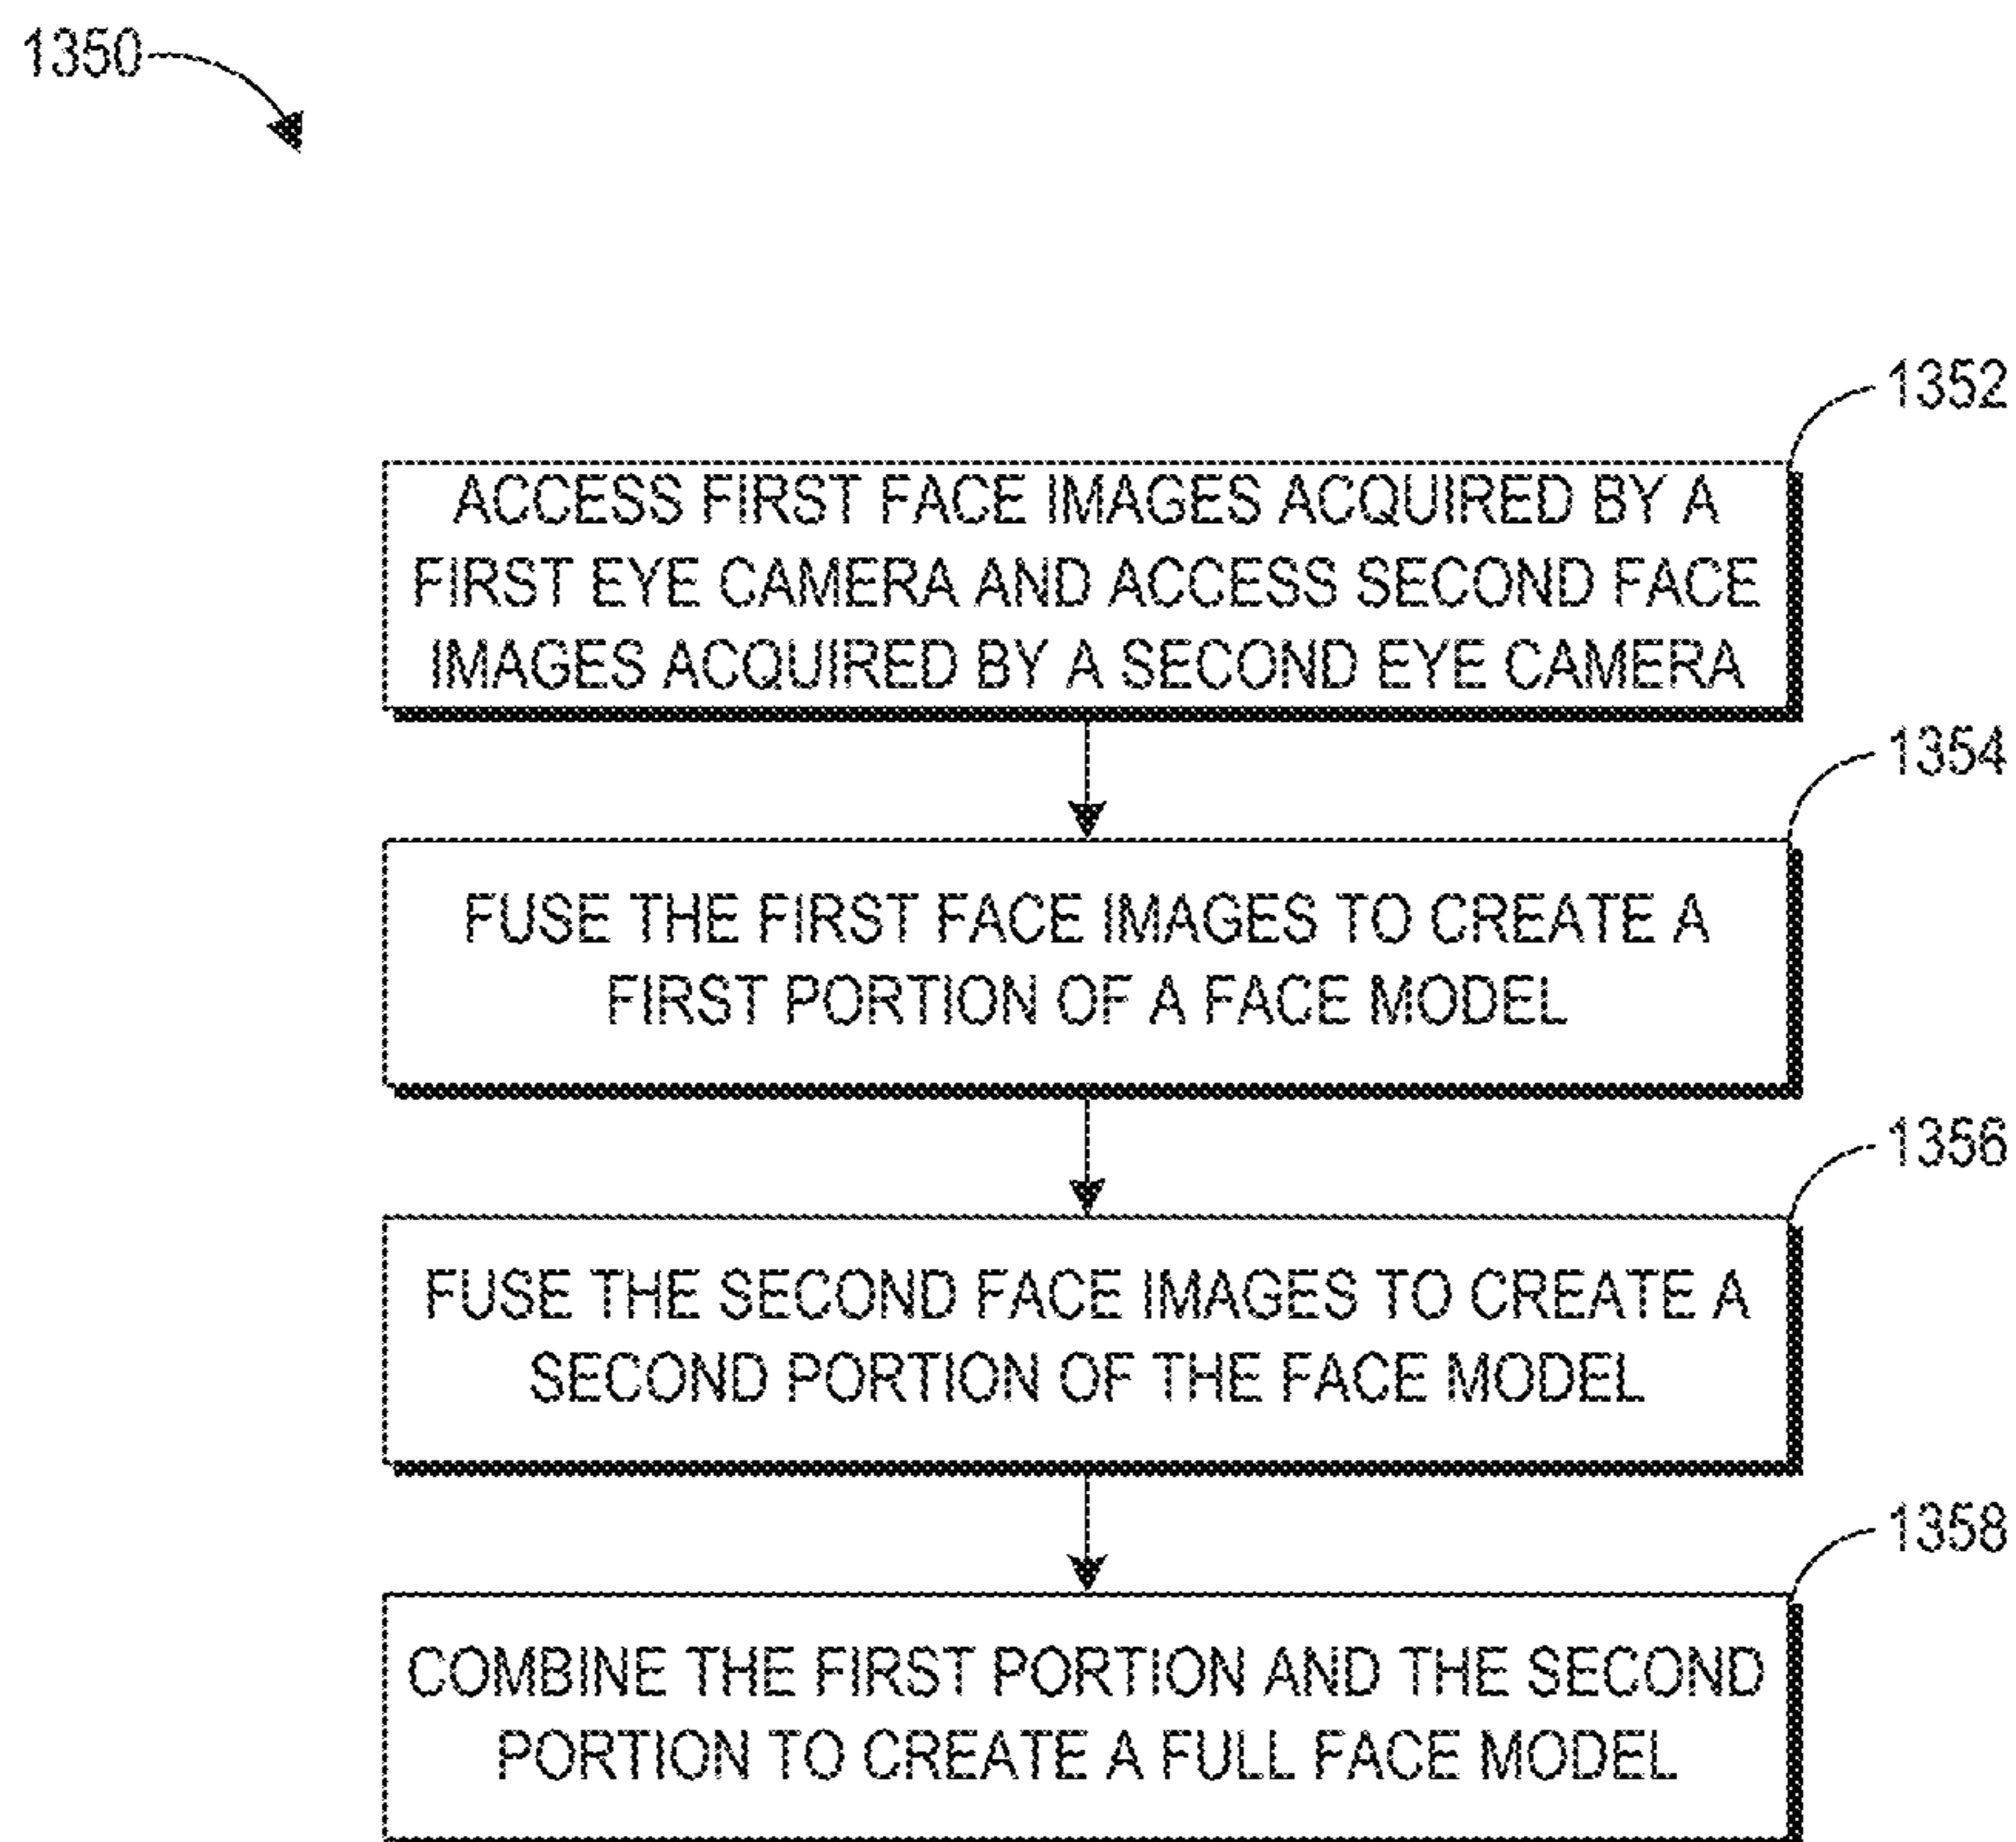 1350
1352
ACCESS FIRST FACE IMAGES ACQUIRED BY A
FIRST EYE CAMERA AND ACCESS SECOND FACE
IMAGES ACQUIRED BY A SECOND EYE CAMERA
1354
FUSE THE FIRST FACE IMAGES TO CREATE A
FIRST PORTION OF A FACE MODEL
1356
FUSE THE SECOND FACE IMAGES TO CREATE A
SECOND PORTION OF THE FACE MODEL
1358
COMBINE THE FIRST PORTION AND THE SECOND
PORTION TO CREATE A FULL FACE MODEL